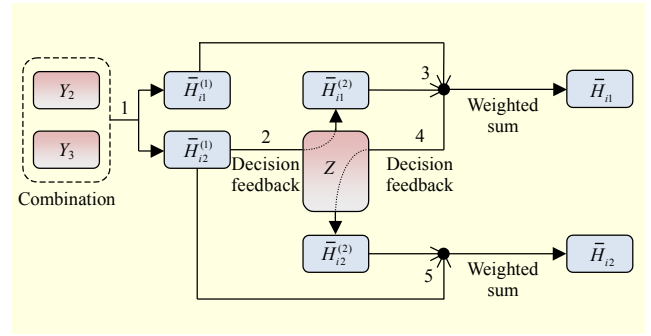 Y₂
Y₃
Combination
1
H̄ᵢ₁⁽¹⁾
H̄ᵢ₂⁽¹⁾
2
Decision
feedback
H̄ᵢ₁⁽²⁾
Z
H̄ᵢ₂⁽²⁾
3
4
Decision
feedback
5
Weighted
sum
H̄ᵢ₁
Weighted
sum
H̄ᵢ₂